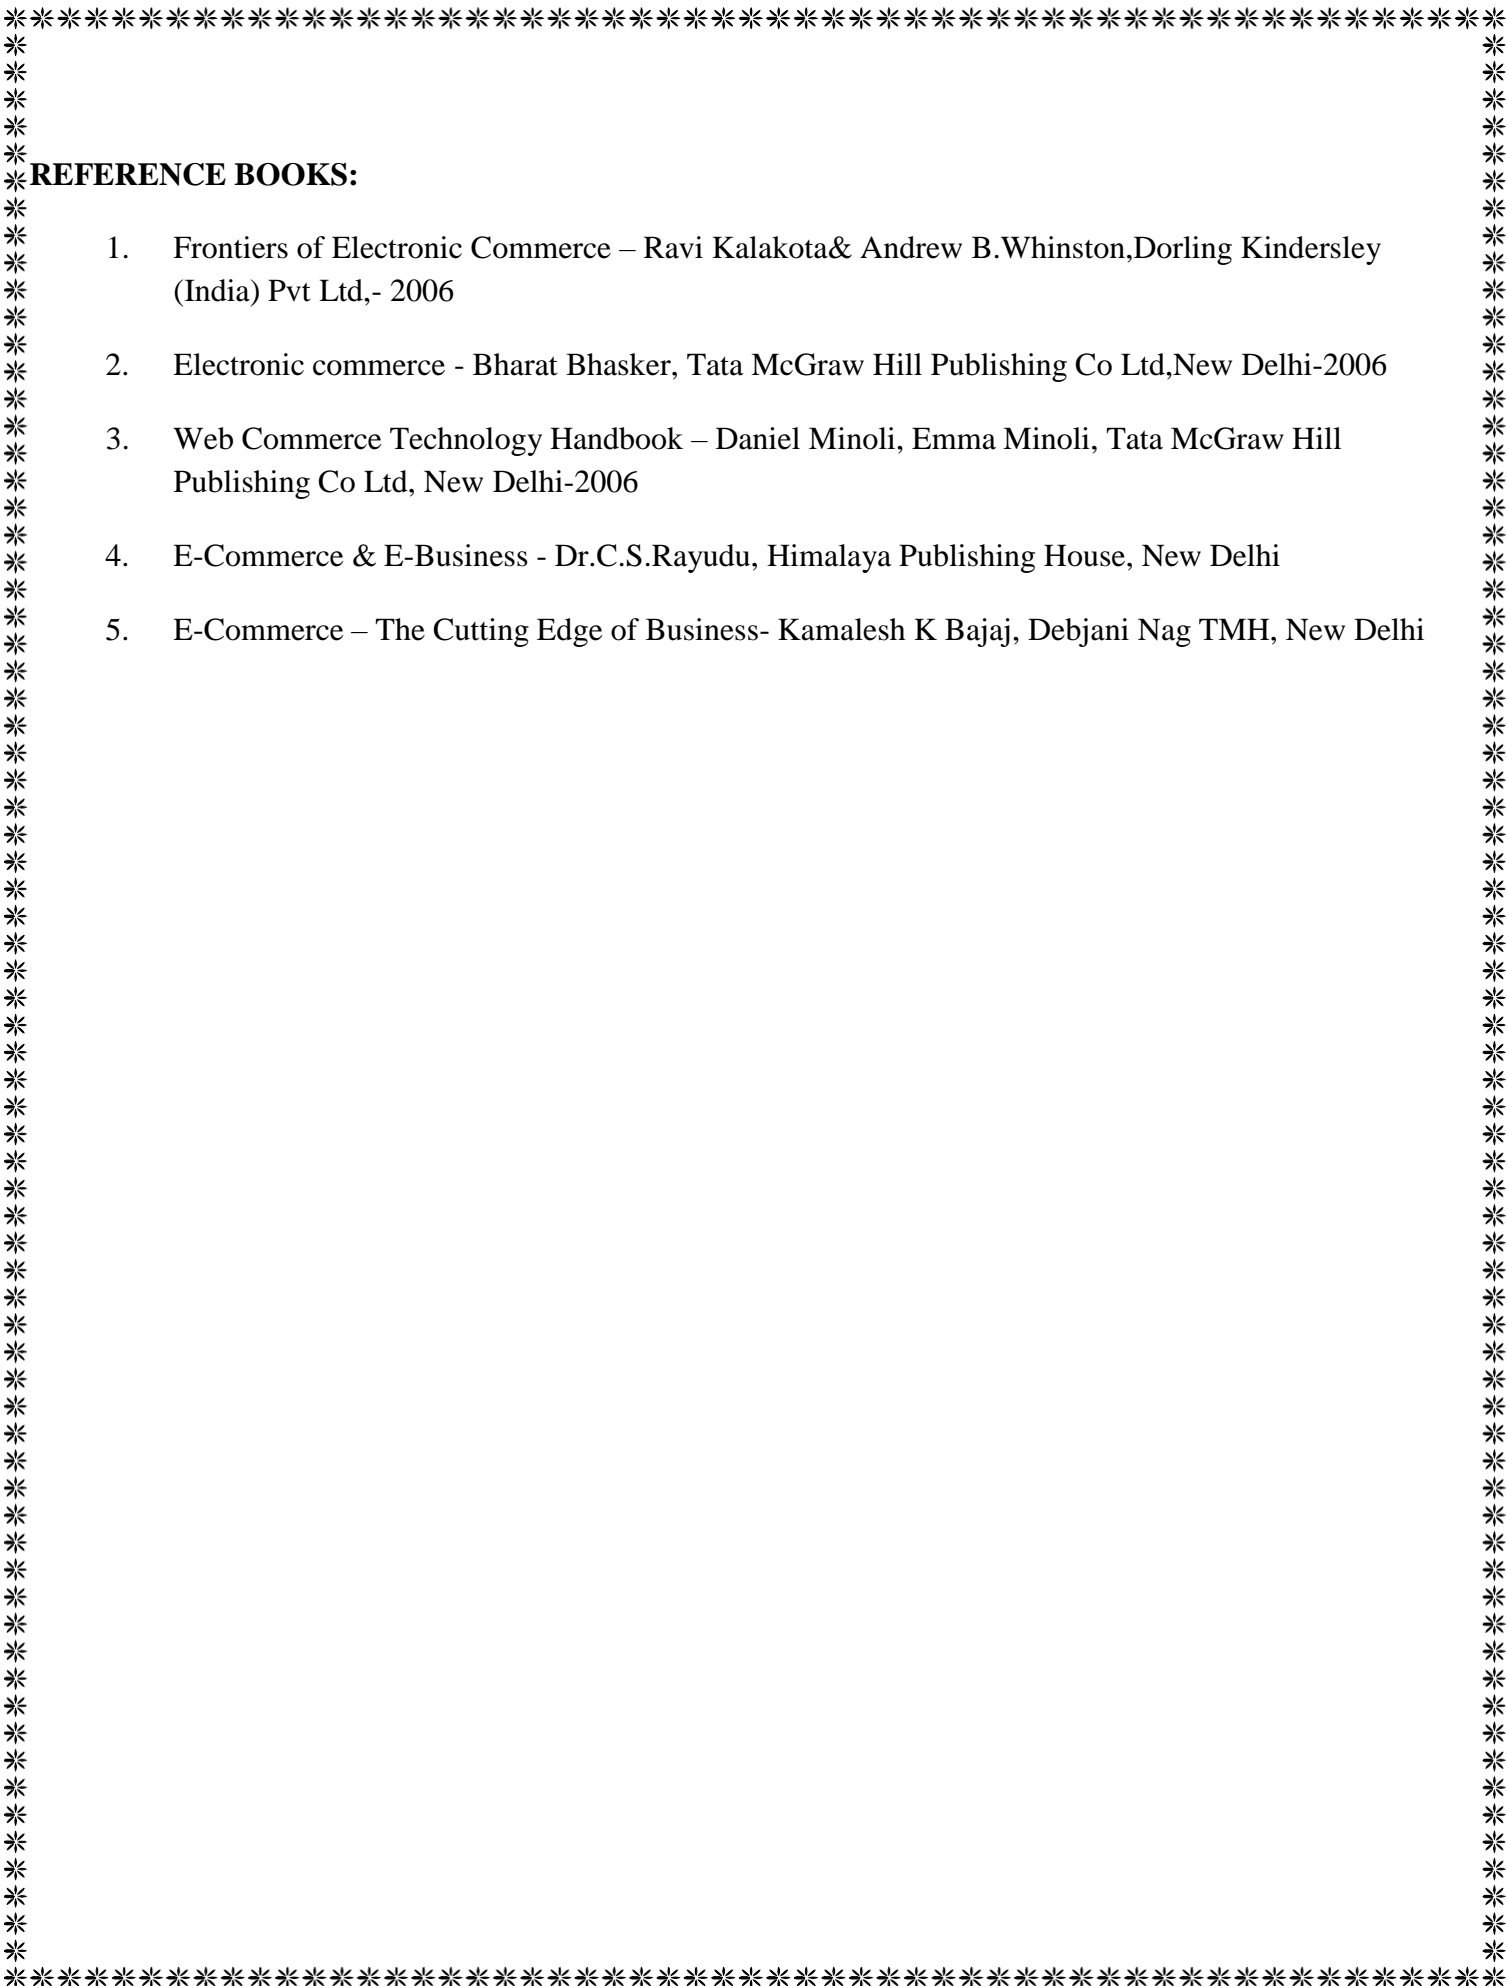 REFERENCE BOOKS:
1. Frontiers of Electronic Commerce – Ravi Kalakota& Andrew B.Whinston,Dorling Kindersley
(India) Pvt Ltd,- 2006
2. Electronic commerce - Bharat Bhasker, Tata McGraw Hill Publishing Co Ltd,New Delhi-2006
3. Web Commerce Technology Handbook – Daniel Minoli, Emma Minoli, Tata McGraw Hill
Publishing Co Ltd, New Delhi-2006
4. E-Commerce & E-Business - Dr.C.S.Rayudu, Himalaya Publishing House, New Delhi
5. E-Commerce – The Cutting Edge of Business- Kamalesh K Bajaj, Debjani Nag TMH, New Delhi